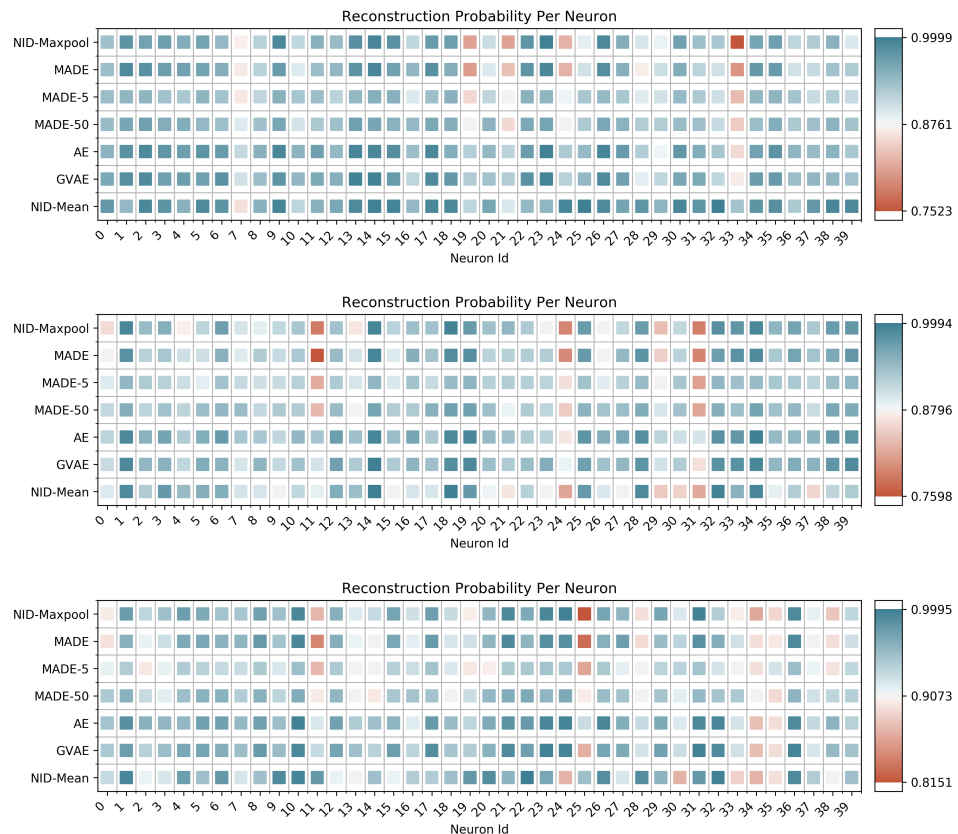 Reconstruction Probability Per Neuron
NID-Maxpool
MADE
MADE-5
MADE-50
AE
GVAE
NID-Mean
0 1 2 3 4 5 6 7 8 9 10 11 12 13 14 15 16 17 18 19 20 21 22 23 24 25 26 27 28 29 30 31 32 33 34 35 36 37 38 39
Neuron Id
0.9999
0.8761
0.7523
Reconstruction Probability Per Neuron
NID-Maxpool
MADE
MADE-5
MADE-50
AE
GVAE
NID-Mean
0 1 2 3 4 5 6 7 8 9 10 11 12 13 14 15 16 17 18 19 20 21 22 23 24 25 26 27 28 29 30 31 32 33 34 35 36 37 38 39
Neuron Id
0.9994
0.8796
0.7598
Reconstruction Probability Per Neuron
NID-Maxpool
MADE
MADE-5
MADE-50
AE
GVAE
NID-Mean
0 1 2 3 4 5 6 7 8 9 10 11 12 13 14 15 16 17 18 19 20 21 22 23 24 25 26 27 28 29 30 31 32 33 34 35 36 37 38 39
Neuron Id
0.9995
0.9073
0.8151